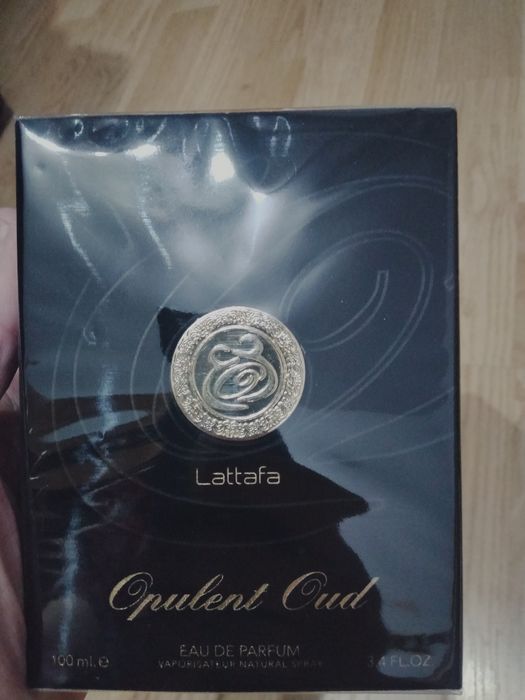 Lattafa
Opulent Oud
EAU DE PARFUM
100 ml. e VAPORISATEUR NATURAL SPRAY 3.4 FL.OZ